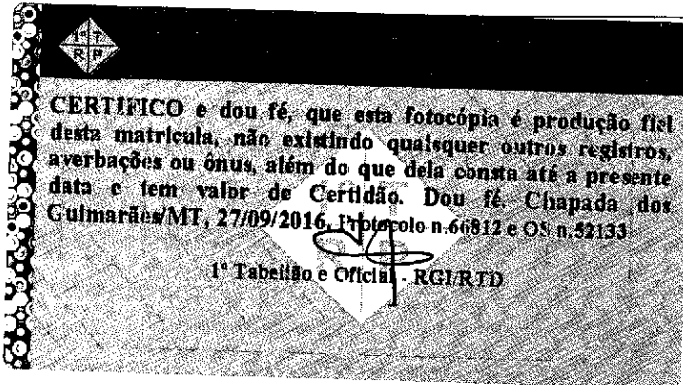 1º T
R N
CERTIFICO e dou fé, que esta fotocópia é produção fiel
desta matrícula, não existindo quaisquer outros registros,
averbações ou ônus, além do que dela consta até a presente
data e tem valor de Certidão. Dou fé. Chapada dos
Guimarães/MT, 27/09/2016. Protocolo n.66812 e OS n.52133
1º Tabelião e Oficial - RGI/RTD